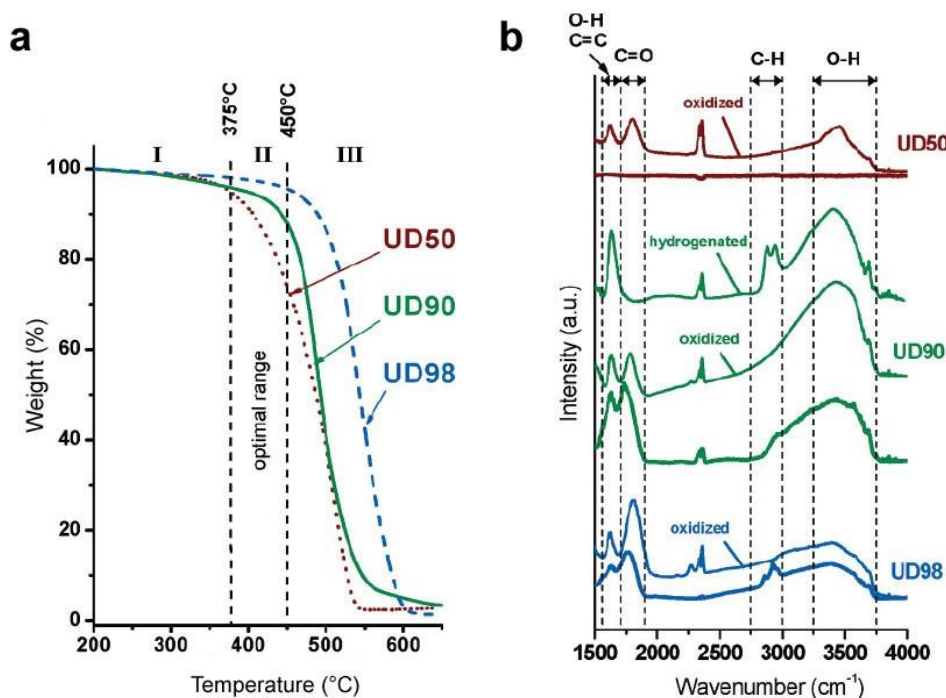 a
375°C
450°C
I
II
III
100
80
60
40
20
0
Weight (%)
optimal range
UD50
UD90
UD98
200
300
400
500
600
Temperature (°C)
b
O-H
C=C
C=O
C-H
O-H
oxidized
UD50
hydrogenated
oxidized
UD90
oxidized
UD98
Intensity (a.u.)
1500 2000 2500 3000 3500 4000
Wavenumber (cm⁻¹)